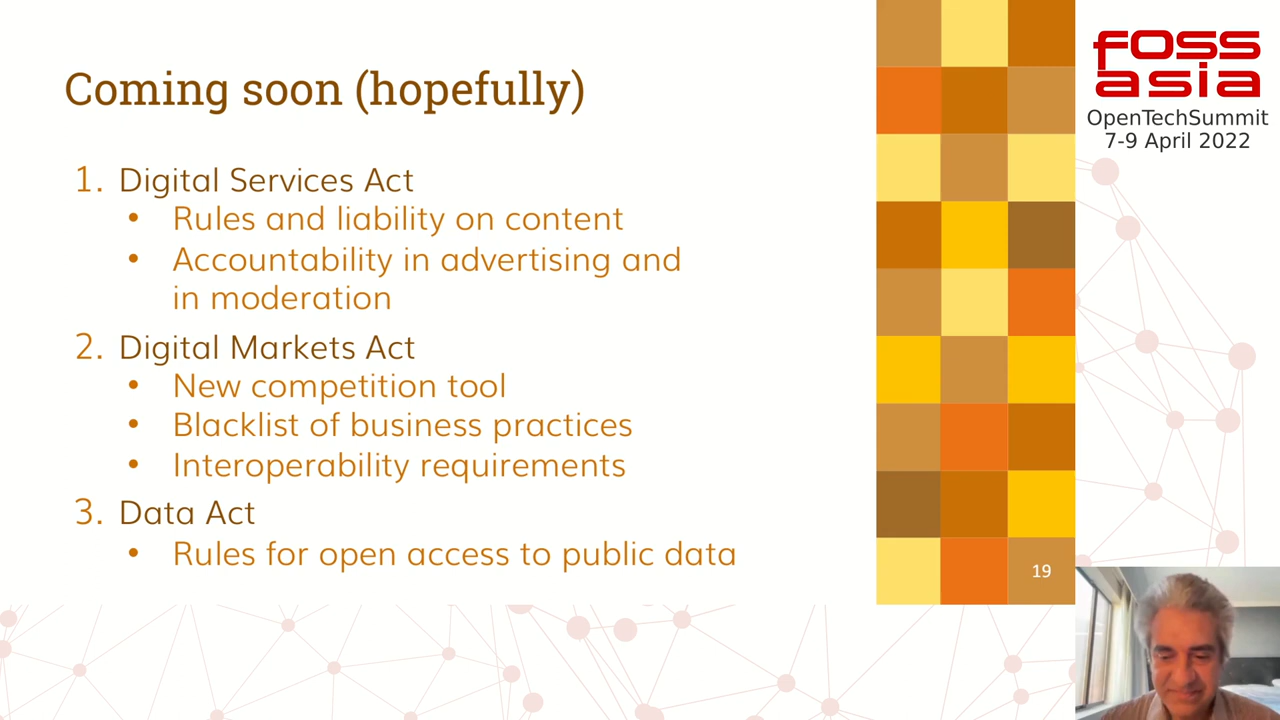 Coming soon (hopefully)
1. Digital Services Act
• Rules and liability on content
• Accountability in advertising and
in moderation
2. Digital Markets Act
• New competition tool
• Blacklist of business practices
• Interoperability requirements
3. Data Act
• Rules for open access to public data
19
fOSS
asia
OpenTechSummit
7-9 April 2022